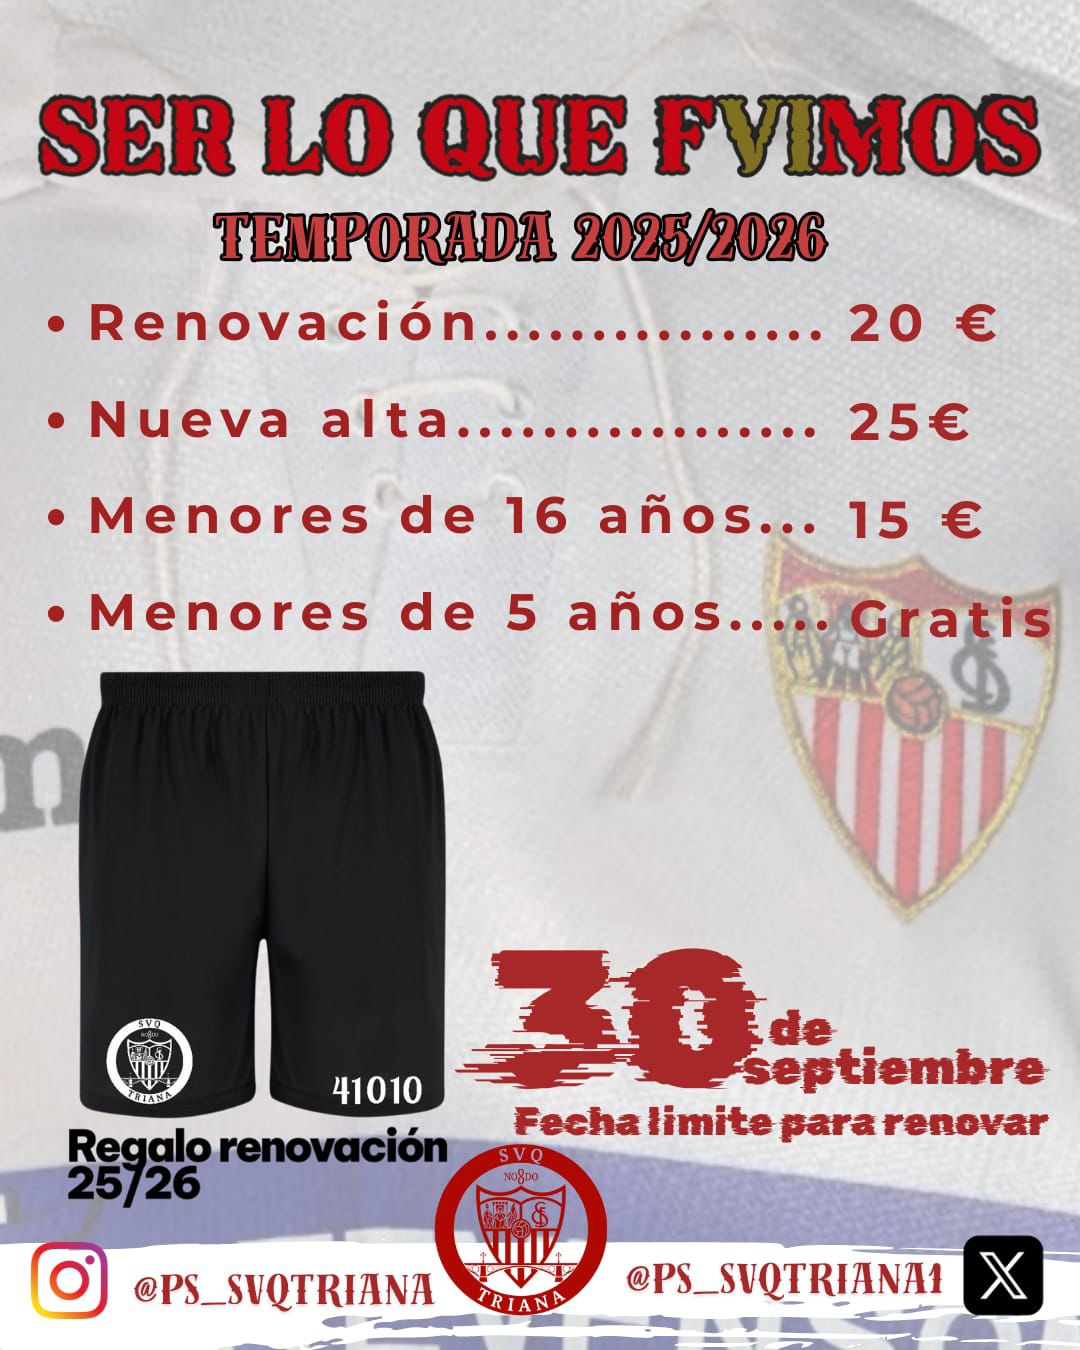 SER LO QUE FVIMOS
TEMPORADA 2025/2026
• Renovación................ 20 €
• Nueva alta................. 25€
• Menores de 16 años... 15 €
• Menores de 5 años..... Gratis
SVQ
NO8DO
TRIANA
41010
Regalo renovación
25/26
30 de
septiembre
Fecha limite para renovar
SVQ
NO8DO
TRIANA
@PS_SVQTRIANA
@PS_SVQTRIANA1